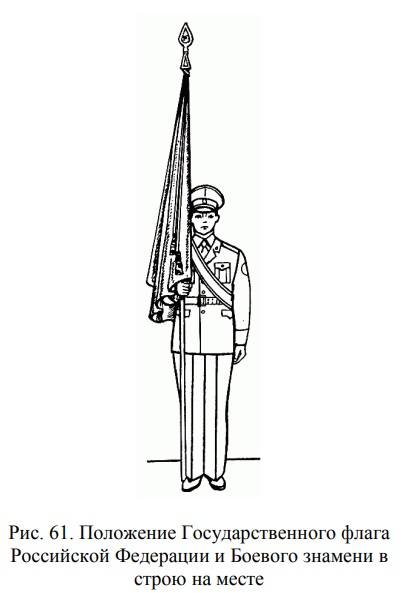 Рис. 61. Положение Государственного флага
Российской Федерации и Боевого знамени в
строю на месте